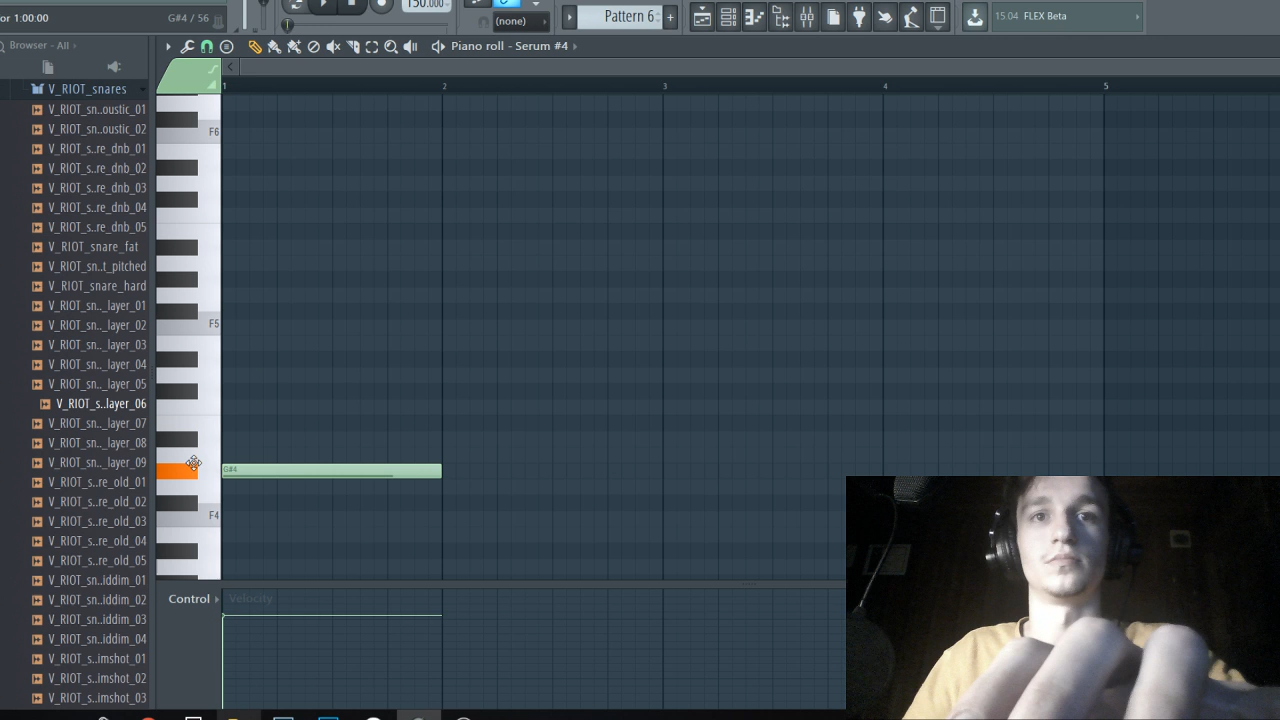 or 1:00:00
G#4 / 56
150.000
(none)
Pattern 6
15.04 FLEX Beta
Browser - All
Piano roll - Serum #4
V_RIOT_snares
V_RIOT_sn..oustic_01
V_RIOT_sn..oustic_02
V_RIOT_s..re_dnb_01
V_RIOT_s..re_dnb_02
V_RIOT_s..re_dnb_03
V_RIOT_s..re_dnb_04
V_RIOT_s..re_dnb_05
V_RIOT_snare_fat
V_RIOT_sn..t_pitched
V_RIOT_snare_hard
V_RIOT_sn.._layer_01
V_RIOT_sn.._layer_02
V_RIOT_sn.._layer_03
V_RIOT_sn.._layer_04
V_RIOT_sn.._layer_05
V_RIOT_s..layer_06
V_RIOT_sn.._layer_07
V_RIOT_sn.._layer_08
V_RIOT_sn.._layer_09
V_RIOT_s..re_old_01
V_RIOT_s..re_old_02
V_RIOT_s..re_old_03
V_RIOT_s..re_old_04
V_RIOT_s..re_old_05
V_RIOT_sn..iddim_01
V_RIOT_sn..iddim_02
V_RIOT_sn..iddim_03
V_RIOT_sn..iddim_04
V_RIOT_s..imshot_01
V_RIOT_s..imshot_02
V_RIOT_s..imshot_03
1 2 3 4 5
F6
F5
G#4
F4
Control Velocity